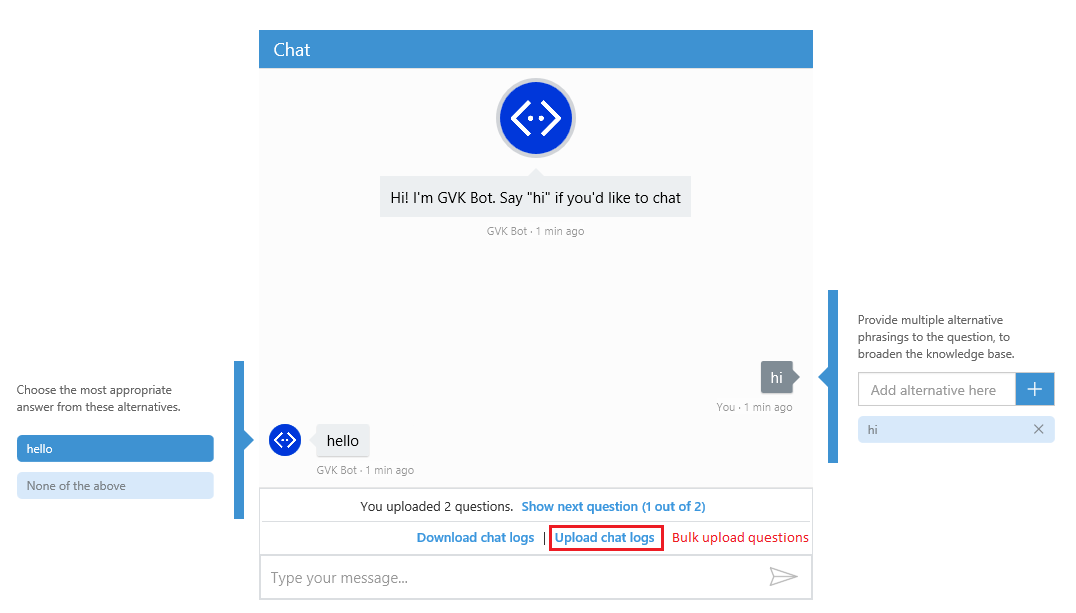 Chat
Hi! I'm GVK Bot. Say "hi" if you'd like to chat
GVK Bot · 1 min ago
Provide multiple alternative
phrasings to the question, to
broaden the knowledge base.
Add alternative here
hi
hi
You · 1 min ago
Choose the most appropriate
answer from these alternatives.
hello
None of the above
hello
GVK Bot · 1 min ago
You uploaded 2 questions. Show next question (1 out of 2)
Download chat logs | Upload chat logs Bulk upload questions
Type your message...